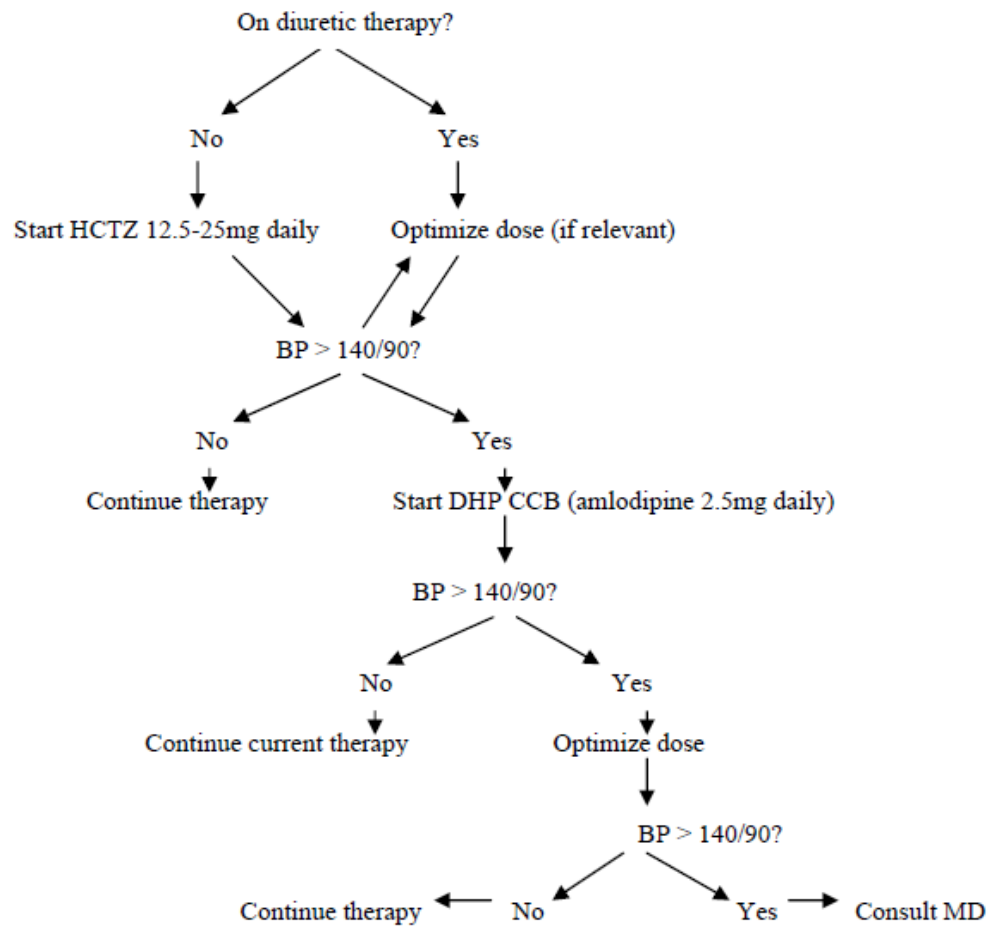 On diuretic therapy?
No Yes
Start HCTZ 12.5-25mg daily Optimize dose (if relevant)
BP > 140/90?
No Yes
Continue therapy Start DHP CCB (amlodipine 2.5mg daily)
BP > 140/90?
No Yes
Continue current therapy Optimize dose
BP > 140/90?
Continue therapy No Yes Consult MD